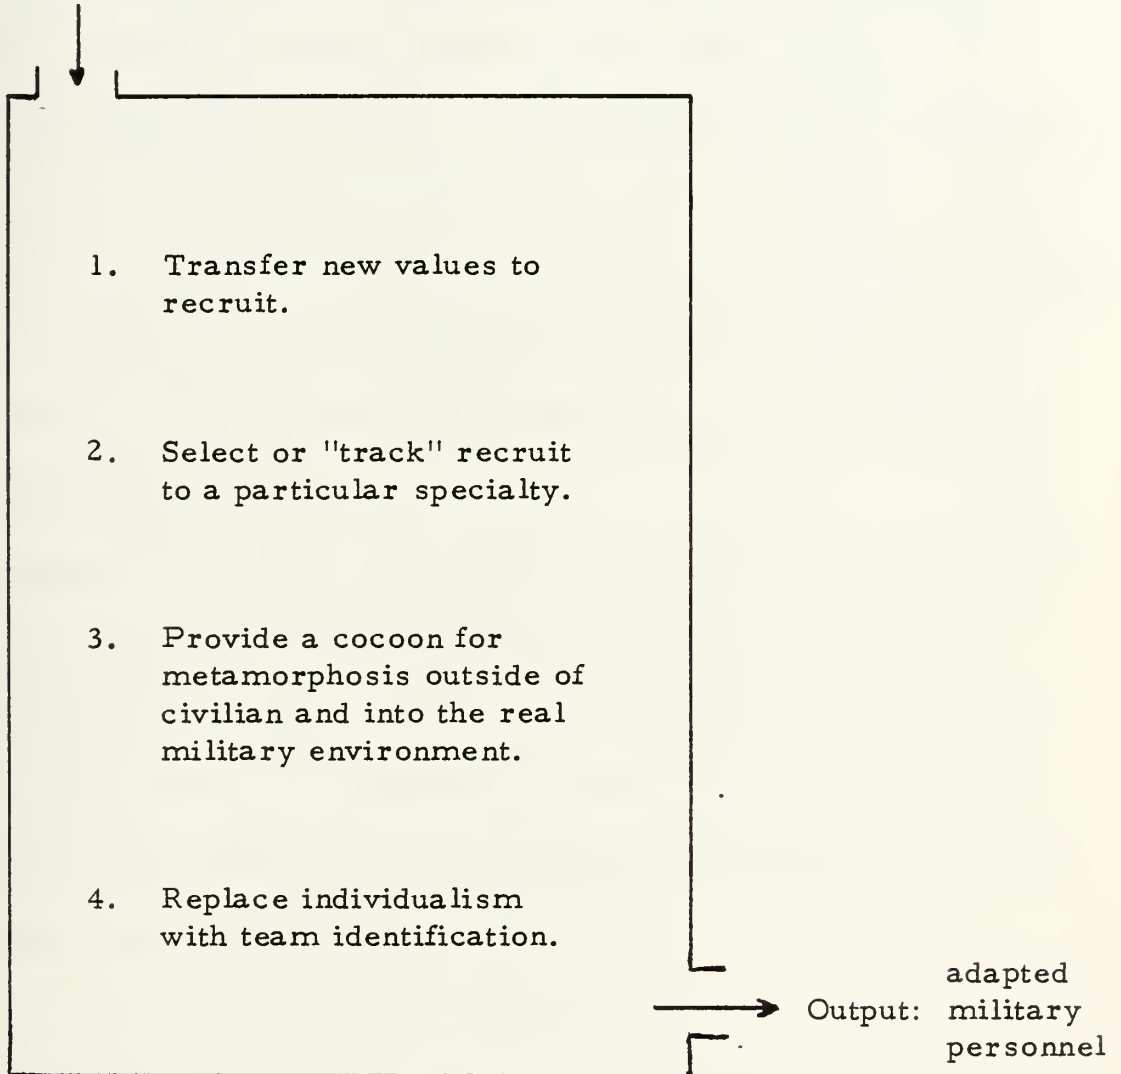 1. Transfer new values to
recruit.
2. Select or "track" recruit
to a particular specialty.
3. Provide a cocoon for
metamorphosis outside of
civilian and into the real
military environment.
4. Replace individualism
with team identification.
adapted
Output: military
personnel